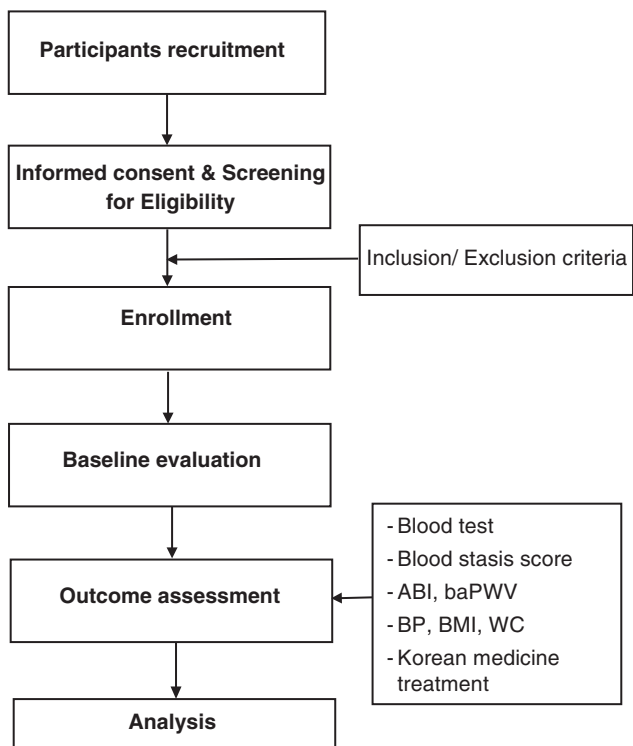 Participants recruitment
Informed consent & Screening
for Eligibility
Inclusion/ Exclusion criteria
Enrollment
Baseline evaluation
- Blood test
- Blood stasis score
- ABI, baPWV
- BP, BMI, WC
- Korean medicine
treatment
Outcome assessment
Analysis